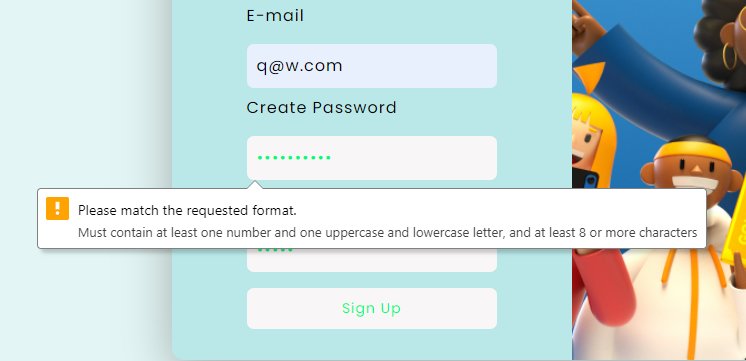 E-mail
q@w.com
Create Password
Please match the requested format.
Must contain at least one number and one uppercase and lowercase letter, and at least 8 or more characters
Sign Up